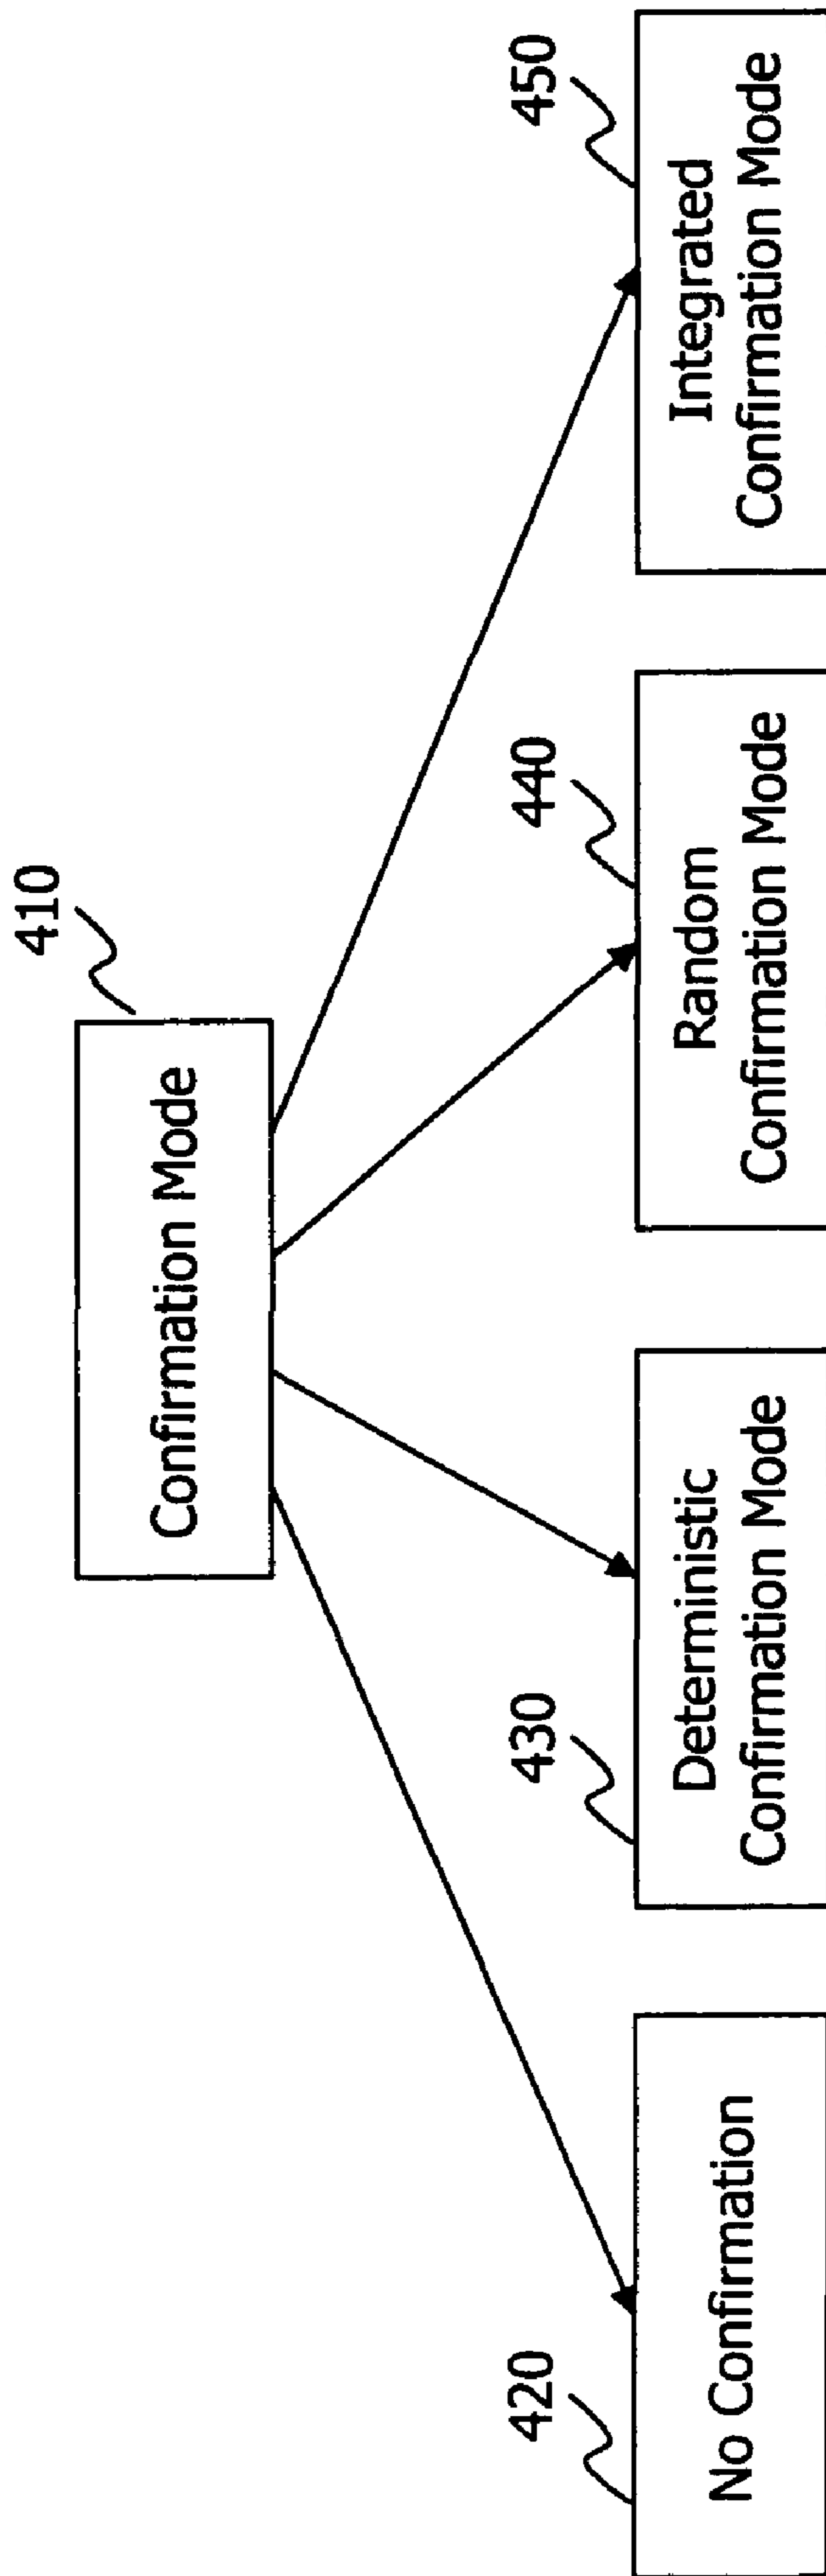 410
Confirmation Mode
420
No Confirmation
430
Deterministic
Confirmation Mode
440
Random
Confirmation Mode
450
Integrated
Confirmation Mode